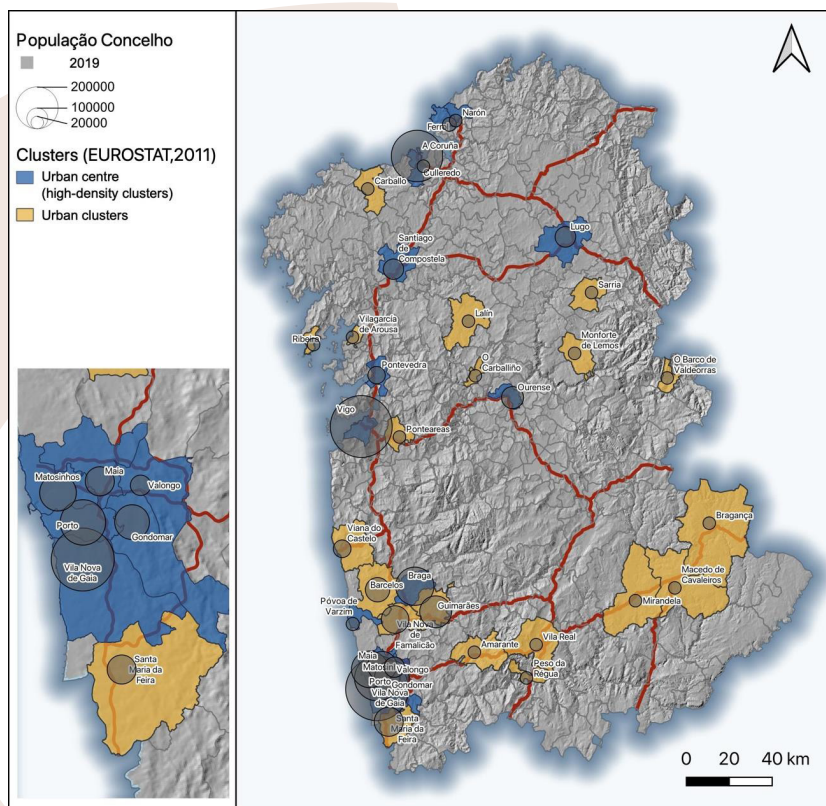 População Concelho
2019
200000
100000
20000
Clusters (EUROSTAT,2011)
Urban centre
(high-density clusters)
Urban clusters
Matosinhos
Maia
Valongo
Porto
Gondomar
Vila Nova
de Gaia
Santa
Maria da
Feira
Narón
Ferrol
A Coruña
Culleredo
Carballo
Lugo
Santiago
de
Compostela
Sarria
Lalín
Vilagarcía
de Arousa
Ribeira
Monforte
de Lemos
O
Carballiño
O Barco de
Valdeorras
Pontevedra
Ourense
Vigo
Ponteareas
Bragança
Viana do
Castelo
Macedo de
Cavaleiros
Braga
Barcelos
Mirandela
Póvoa de
Varzim
Guimarães
Vila Nova
de
Famalicão
Vila Real
Amarante
Peso da
Régua
Maia
Matosinhos
Valongo
Porto
Gondomar
Vila Nova
de Gaia
Santa
Maria da
Feira
0 20 40 km